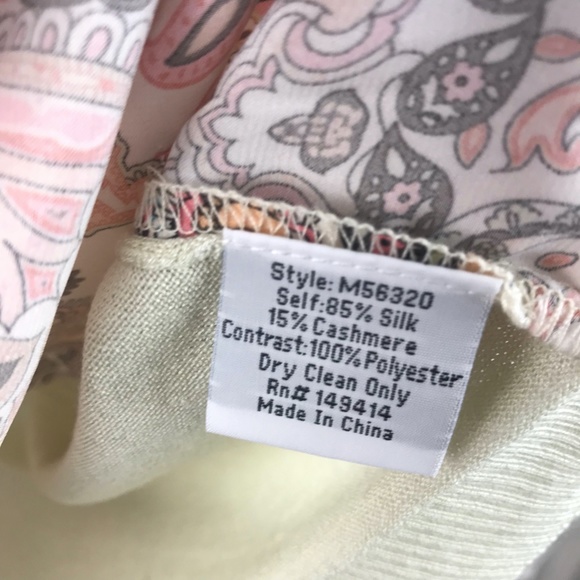 Style: M56320
Self:85% Silk
15% Cashmere
Contrast:100%Polyester
Dry Clean Only
Rn# 149414
Made In China